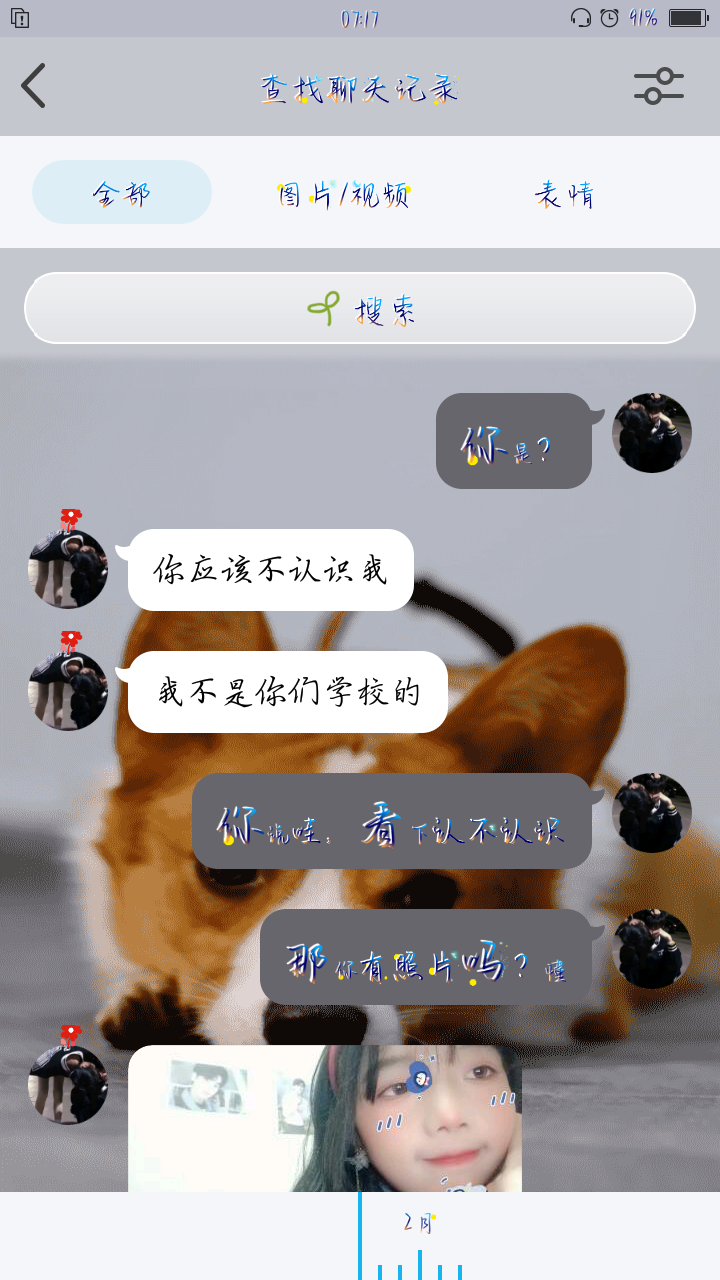 07:17
91%
查找聊天记录
全部
图片/视频
表情
搜索
你是？
你应该不认识我
我不是你们学校的
你说哇，看下认不认识
那你有照片吗？懂
2月